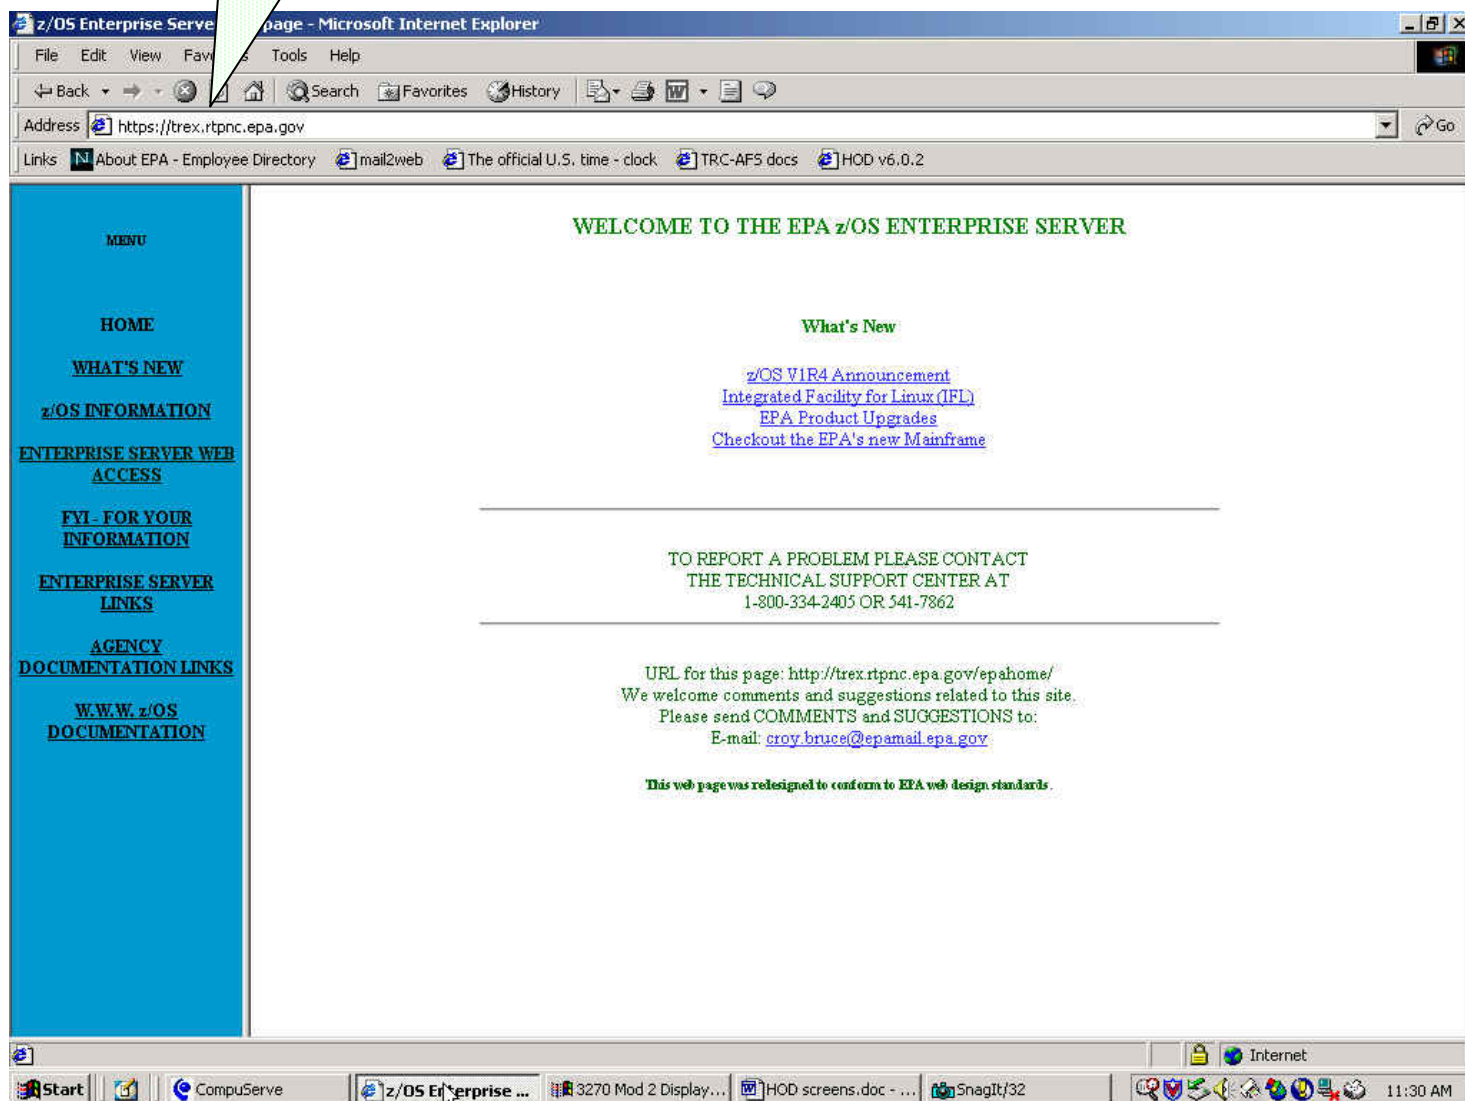 z/OS Enterprise Serve page - Microsoft Internet Explorer
File Edit View Fav s Tools Help
Back Search Favorites History
Address https://trex.rtpnc.epa.gov Go
Links About EPA - Employee Directory mail2web The official U.S. time - clock TRC-AFS docs HOD v6.0.2
MENU
HOME
WHAT'S NEW
z/OS INFORMATION
ENTERPRISE SERVER WEB
ACCESS
FYI - FOR YOUR
INFORMATION
ENTERPRISE SERVER
LINKS
AGENCY
DOCUMENTATION LINKS
W.W.W. z/OS
DOCUMENTATION
WELCOME TO THE EPA z/OS ENTERPRISE SERVER
What's New
z/OS V1R4 Announcement
Integrated Facility for Linux (IFL)
EPA Product Upgrades
Checkout the EPA's new Mainframe
TO REPORT A PROBLEM PLEASE CONTACT
THE TECHNICAL SUPPORT CENTER AT
1-800-334-2405 OR 541-7862
URL for this page: http://trex.rtpnc.epa.gov/epahome/
We welcome comments and suggestions related to this site.
Please send COMMENTS and SUGGESTIONS to:
E-mail: croy.bruce@epamail.epa.gov
This web page was redesigned to conform to EPA web design standards.
Internet
Start CompuServe z/OS Enterprise ... 3270 Mod 2 Display... HOD screens.doc - ... SnagIt/32 11:30 AM